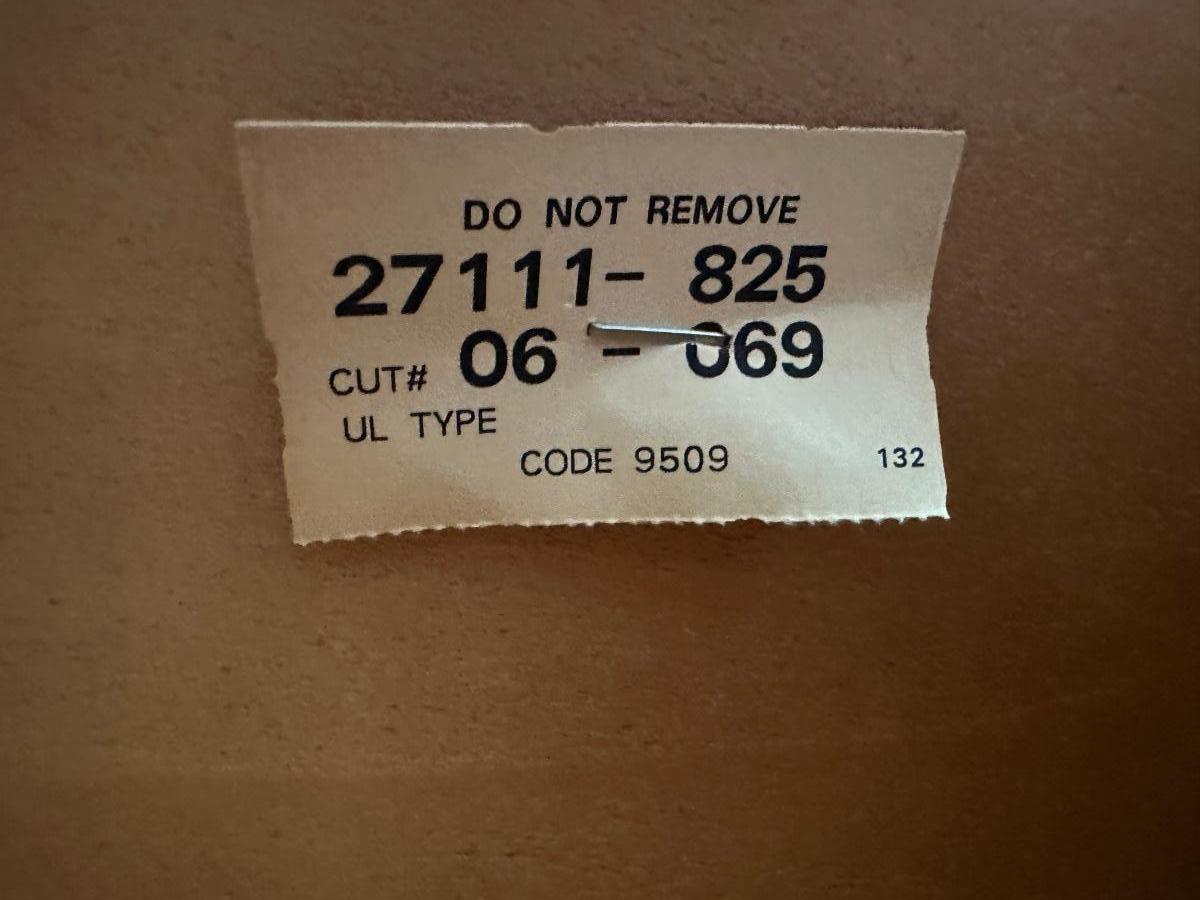 DO NOT REMOVE
27111- 825
CUT# 06 - 069
UL TYPE
CODE 9509 132